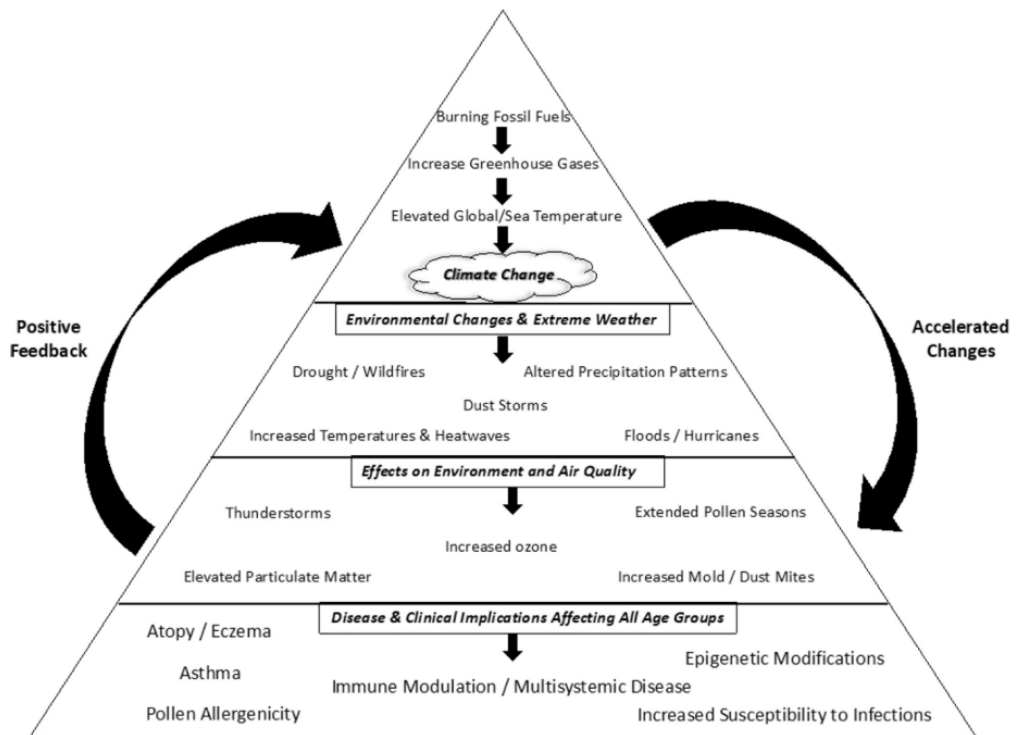 Burning Fossil Fuels
Increase Greenhouse Gases
Elevated Global/Sea Temperature
Climate Change
Positive
Feedback
Accelerated
Changes
Environmental Changes & Extreme Weather
Drought / Wildfires
Altered Precipitation Patterns
Dust Storms
Increased Temperatures & Heatwaves
Floods / Hurricanes
Effects on Environment and Air Quality
Thunderstorms
Extended Pollen Seasons
Increased ozone
Elevated Particulate Matter
Increased Mold / Dust Mites
Disease & Clinical Implications Affecting All Age Groups
Atopy / Eczema
Epigenetic Modifications
Asthma
Immune Modulation / Multisystemic Disease
Pollen Allergenicity
Increased Susceptibility to Infections